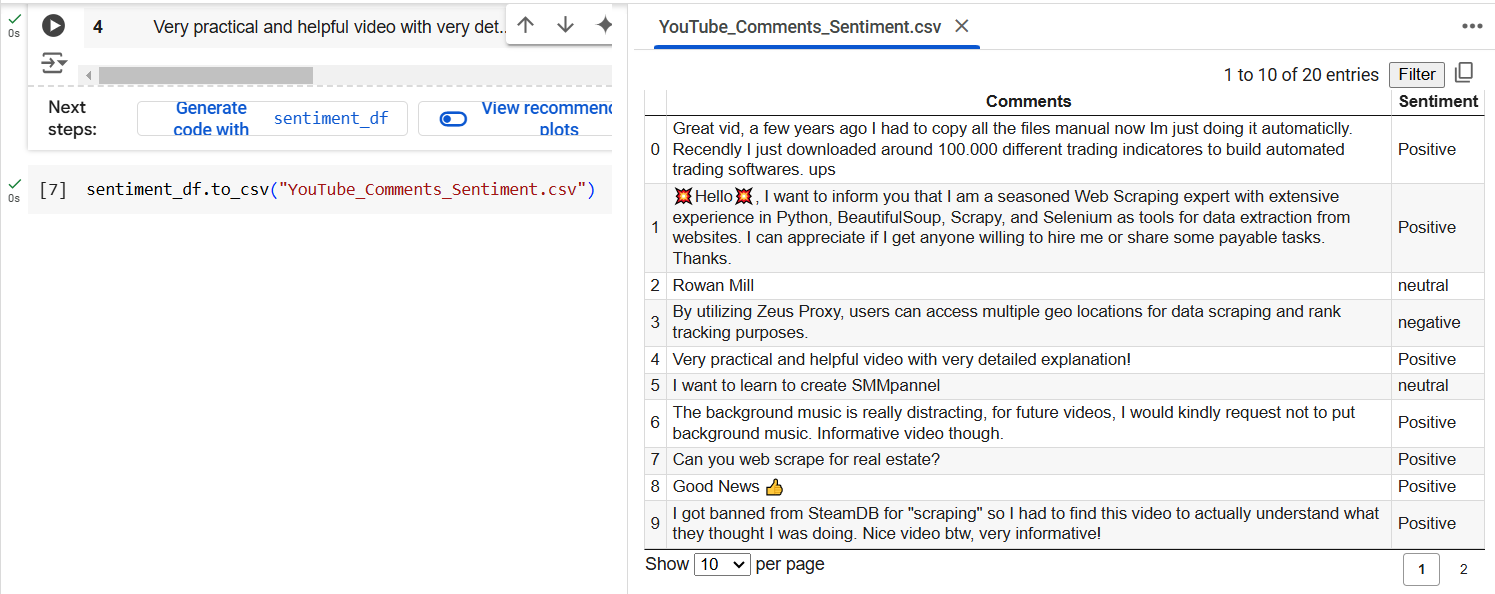 0s
4 Very practical and helpful video with very det..
Next
steps:
Generate
code with
sentiment_df
View recommend
plots
0s
[7] sentiment_df.to_csv("YouTube_Comments_Sentiment.csv")
YouTube_Comments_Sentiment.csv
1 to 10 of 20 entries Filter
Comments Sentiment
0 Great vid, a few years ago I had to copy all the files manual now Im just doing it automaticlly.
Recently I just downloaded around 100.000 different trading indicatores to build automated
trading softwares. ups
Positive
1 💥Hello💥, I want to inform you that I am a seasoned Web Scraping expert with extensive
experience in Python, BeautifulSoup, Scrapy, and Selenium as tools for data extraction from
websites. I can appreciate if I get anyone willing to hire me or share some payable tasks.
Thanks.
Positive
2 Rowan Mill neutral
3 By utilizing Zeus Proxy, users can access multiple geo locations for data scraping and rank
tracking purposes.
negative
4 Very practical and helpful video with very detailed explanation! Positive
5 I want to learn to create SMMpannel neutral
6 The background music is really distracting, for future videos, I would kindly request not to put
background music. Informative video though.
Positive
7 Can you web scrape for real estate? Positive
8 Good News 👍 Positive
9 I got banned from SteamDB for "scraping" so I had to find this video to actually understand what
they thought I was doing. Nice video btw, very informative!
Positive
Show 10 per page
1 2